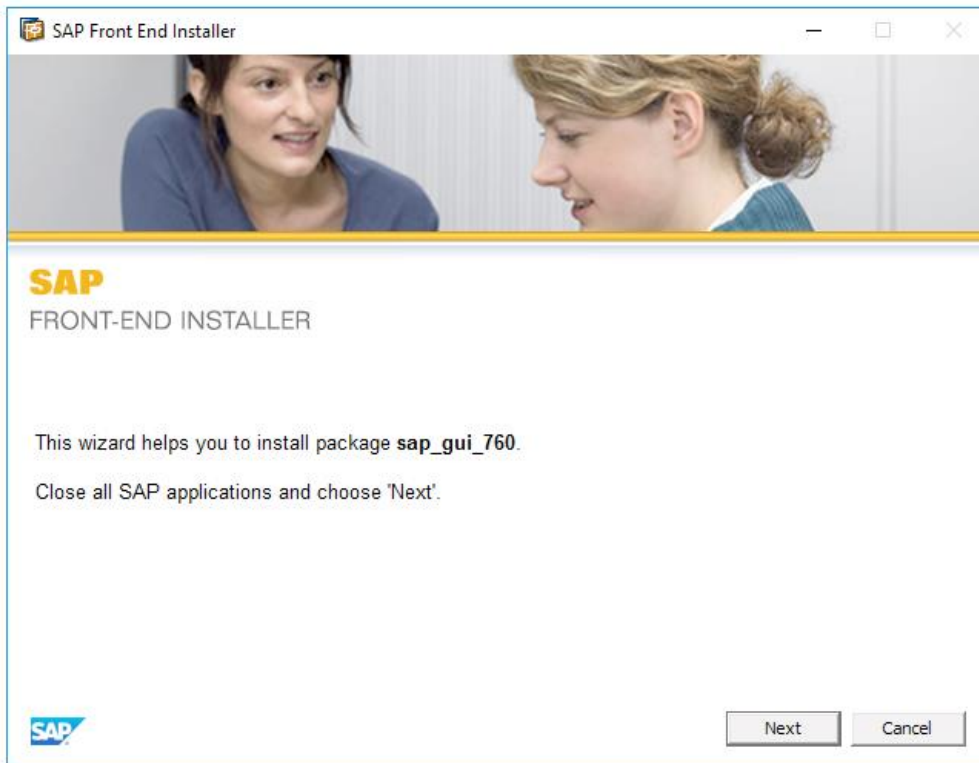 SAP Front End Installer
SAP
FRONT-END INSTALLER
This wizard helps you to install package sap_gui_760.
Close all SAP applications and choose 'Next'.
SAP
Next
Cancel